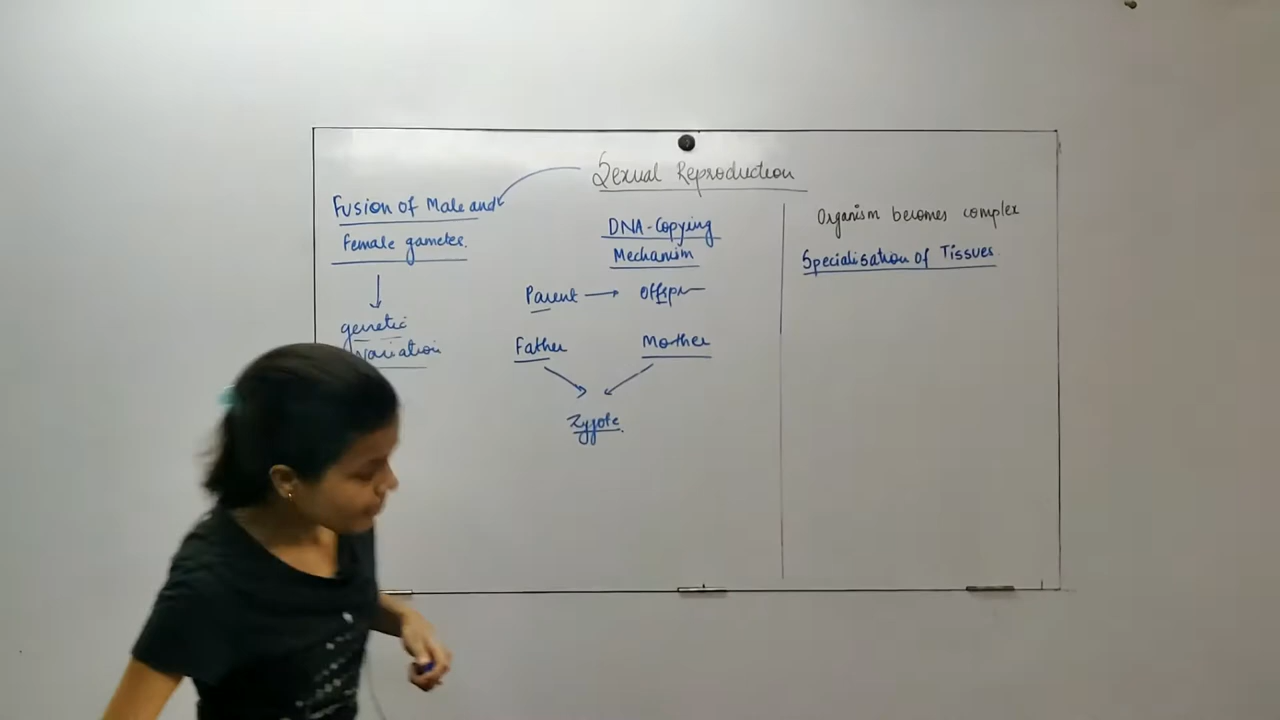 Sexual Reproduction
Fusion of Male and
Female gametes.
genetic
variation
DNA-Copying
Mechanism
Parent → Offspr
Father Mother
Zygote.
Organism becomes complex
Specialisation of Tissues.